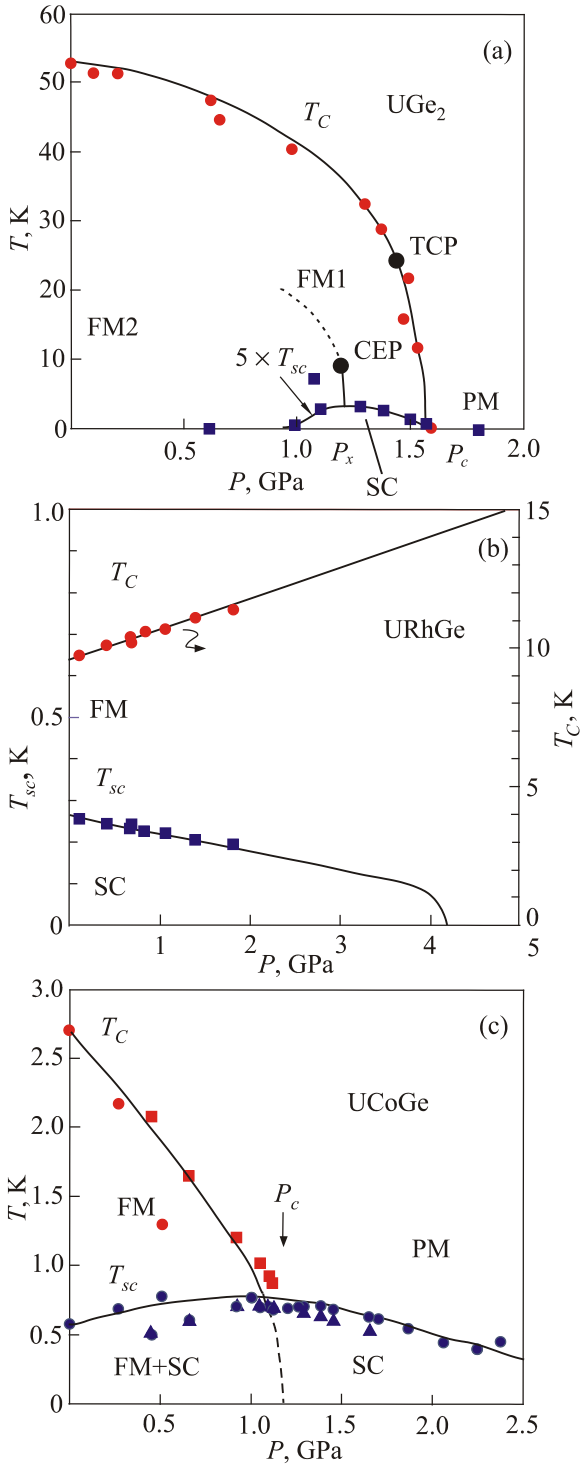 60
(a)
50
T_C
UGe₂
40
T, K
30
TCP
20
FM1
FM2
CEP
10
5 × T_sc
PM
0
0.5
1.0
P_x
1.5
P_c
2.0
P, GPa
SC
1.0
15
(b)
T_C
URhGe
10
FM
0.5
T_sc, K
T_C, K
T_sc
5
SC
0
0
1
2
3
4
5
P, GPa
3.0
(c)
T_C
2.5
UCoGe
2.0
T, K
1.5
FM
P_c
PM
1.0
T_sc
0.5
FM+SC
SC
0
0.5
1.0
1.5
2.0
2.5
P, GPa